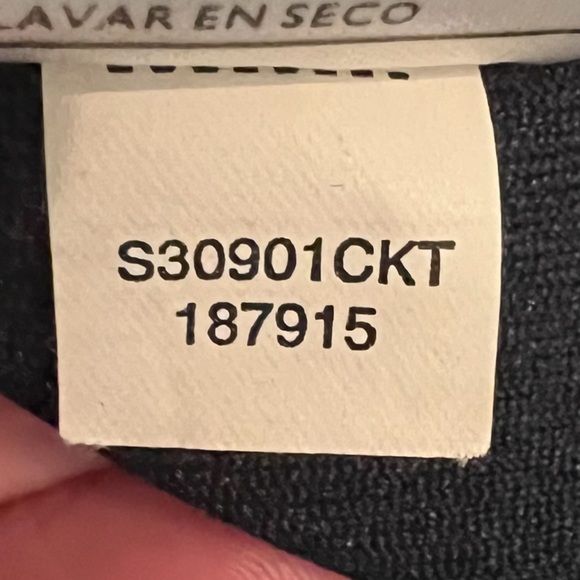 LAVAR EN SECO
S30901CKT
187915